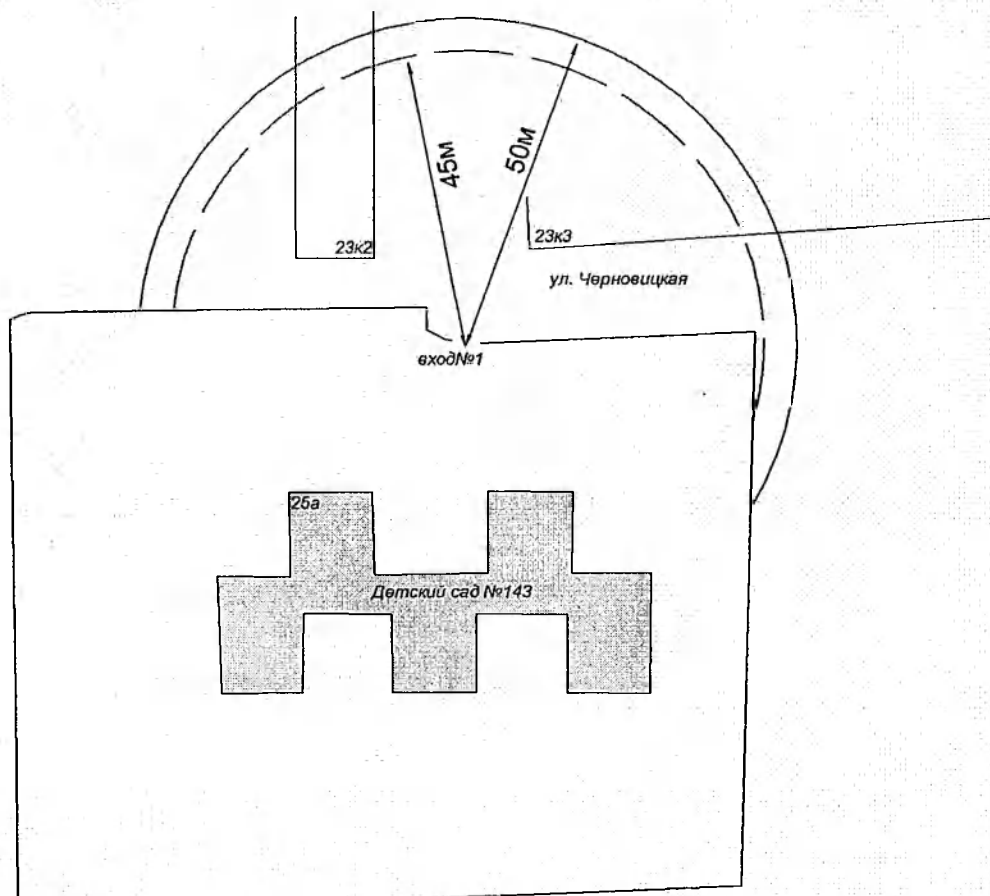 45м
50м
23к2
23к3
ул. Черновицкая
вход№1
25а
Детский сад №143